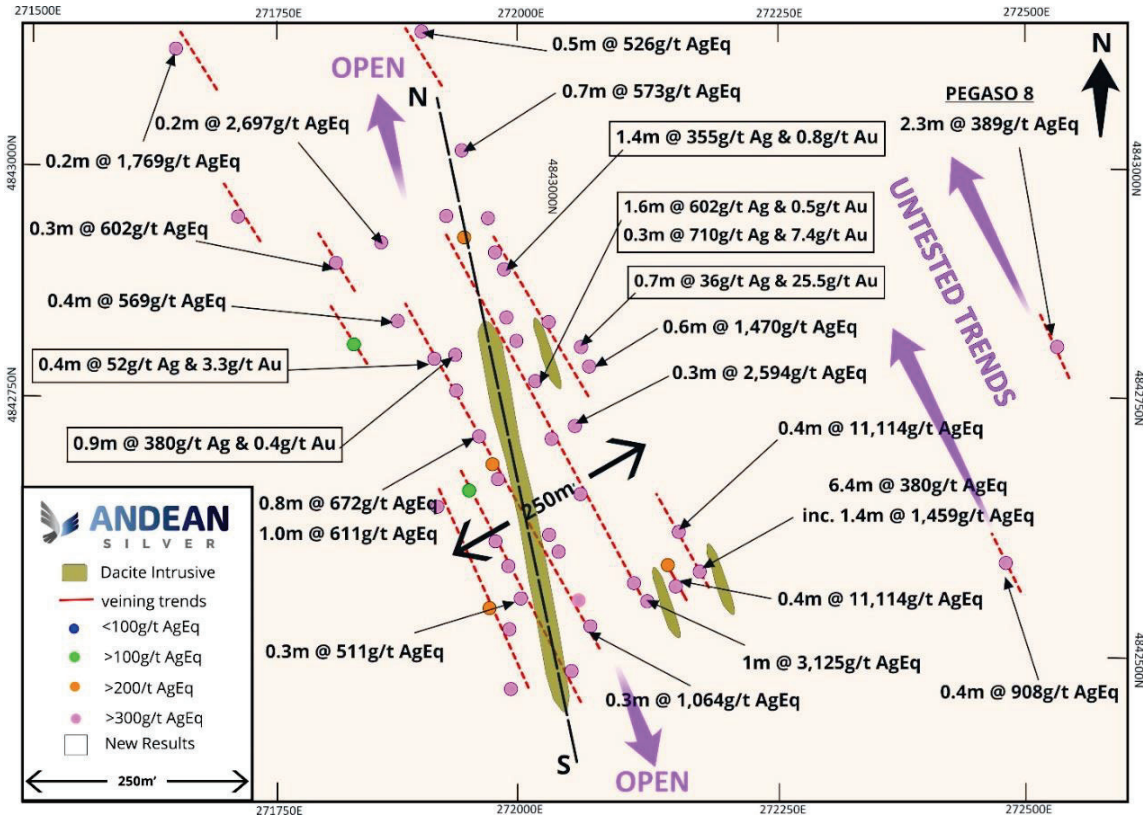 271500E
271750E
272000E
272250E
272500E
4843000N
4842750N
4843000N
4842750N
4842500N
4843000N
0.5m @ 526g/t AgEq
OPEN
N
N
0.7m @ 573g/t AgEq
PEGASO 8
2.3m @ 389g/t AgEq
0.2m @ 2,697g/t AgEq
1.4m @ 355g/t Ag & 0.8g/t Au
0.2m @ 1,769g/t AgEq
1.6m @ 602g/t Ag & 0.5g/t Au
0.3m @ 710g/t Ag & 7.4g/t Au
0.3m @ 602g/t AgEq
UNTESTED TRENDS
0.7m @ 36g/t Ag & 25.5g/t Au
0.4m @ 569g/t AgEq
0.6m @ 1,470g/t AgEq
0.4m @ 52g/t Ag & 3.3g/t Au
0.3m @ 2,594g/t AgEq
0.9m @ 380g/t Ag & 0.4g/t Au
0.4m @ 11,114g/t AgEq
6.4m @ 380g/t AgEq
inc. 1.4m @ 1,459g/t AgEq
0.8m @ 672g/t AgEq
1.0m @ 611g/t AgEq
250m
0.4m @ 11,114g/t AgEq
0.3m @ 511g/t AgEq
1m @ 3,125g/t AgEq
0.3m @ 1,064g/t AgEq
0.4m @ 908g/t AgEq
S
OPEN
ANDEAN
SILVER
Dacite Intrusive
veining trends
<100g/t AgEq
>100g/t AgEq
>200/t AgEq
>300g/t AgEq
New Results
250m'
271750E
272000E
272250E
272500E